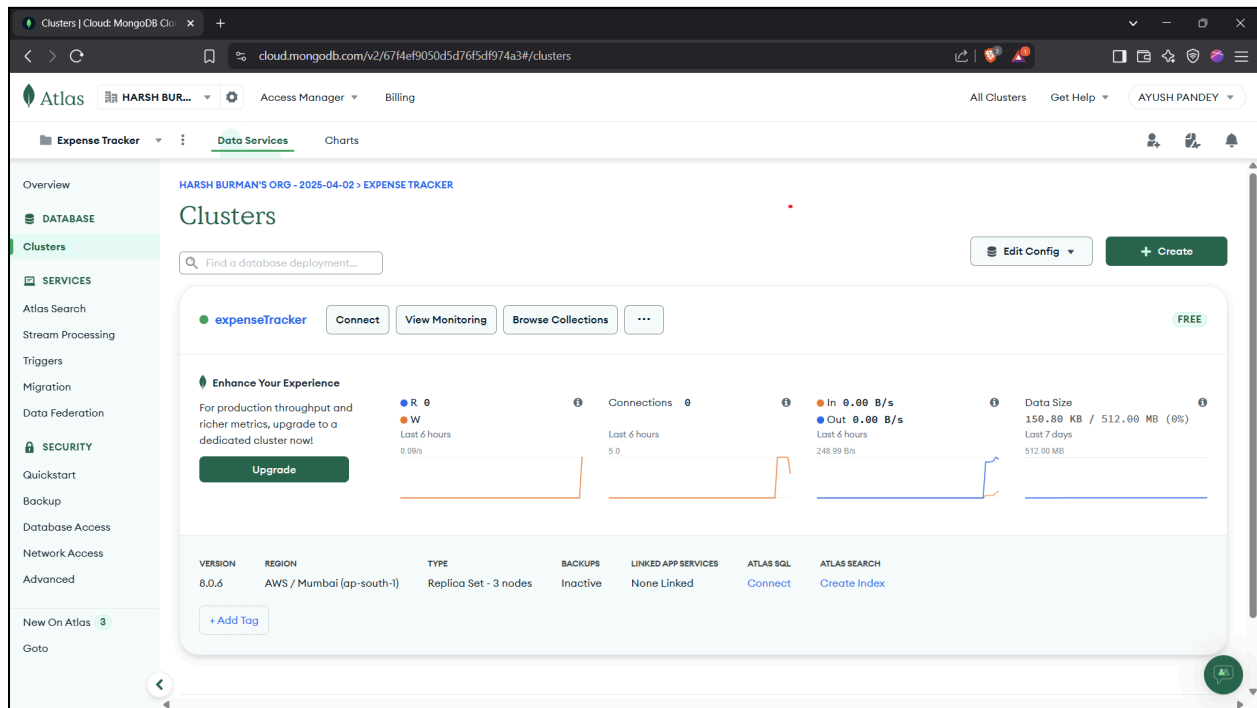 Clusters | Cloud: MongoDB Clo
cloud.mongodb.com/v2/67f4ef9050d5d76f5df974a3#/clusters
3
1
Atlas HARSH BUR... Access Manager Billing All Clusters Get Help AYUSH PANDEY
Expense Tracker Data Services Charts
Overview
DATABASE
Clusters
SERVICES
Atlas Search
Stream Processing
Triggers
Migration
Data Federation
SECURITY
Quickstart
Backup
Database Access
Network Access
Advanced
New On Atlas 3
Goto
HARSH BURMAN'S ORG - 2025-04-02 > EXPENSE TRACKER
Clusters
Find a database deployment...
Edit Config + Create
expenseTracker Connect View Monitoring Browse Collections ... FREE
Enhance Your Experience
For production throughput and
richer metrics, upgrade to a
dedicated cluster now!
Upgrade
R 0
W
Last 6 hours
0.09/s
Connections 0
Last 6 hours
5.0
In 0.00 B/s
Out 0.00 B/s
Last 6 hours
248.99 B/s
Data Size
150.80 KB / 512.00 MB (0%)
Last 7 days
512.00 MB
VERSION REGION TYPE BACKUPS LINKED APP SERVICES ATLAS SQL ATLAS SEARCH
8.0.6 AWS / Mumbai (ap-south-1) Replica Set - 3 nodes Inactive None Linked Connect Create Index
+ Add Tag